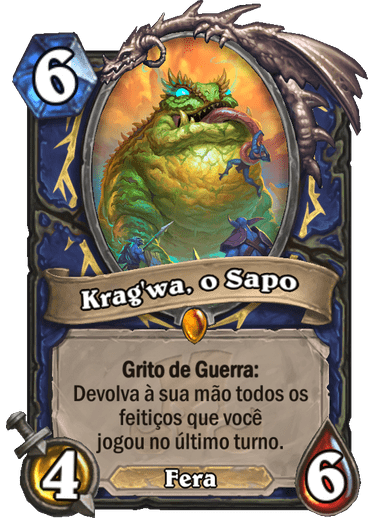 6
Krag'wa, o Sapo
Grito de Guerra:
Devolva à sua mão todos os
feitiços que você
jogou no último turno.
4
Fera
6